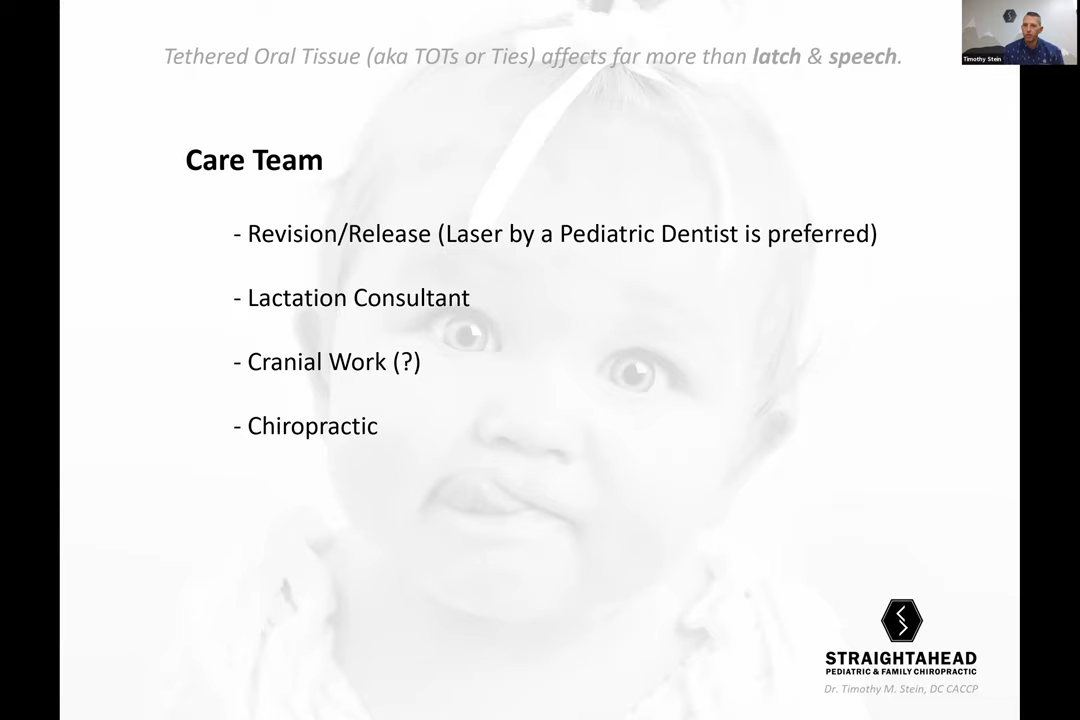 Tethered Oral Tissue (aka TOTs or Ties) affects far more than latch & speech.
Timothy Stein
Care Team
- Revision/Release (Laser by a Pediatric Dentist is preferred)
- Lactation Consultant
- Cranial Work (?)
- Chiropractic
STRAIGHTAHEAD
PEDIATRIC & FAMILY CHIROPRACTIC
Dr. Timothy M. Stein, DC CACCP